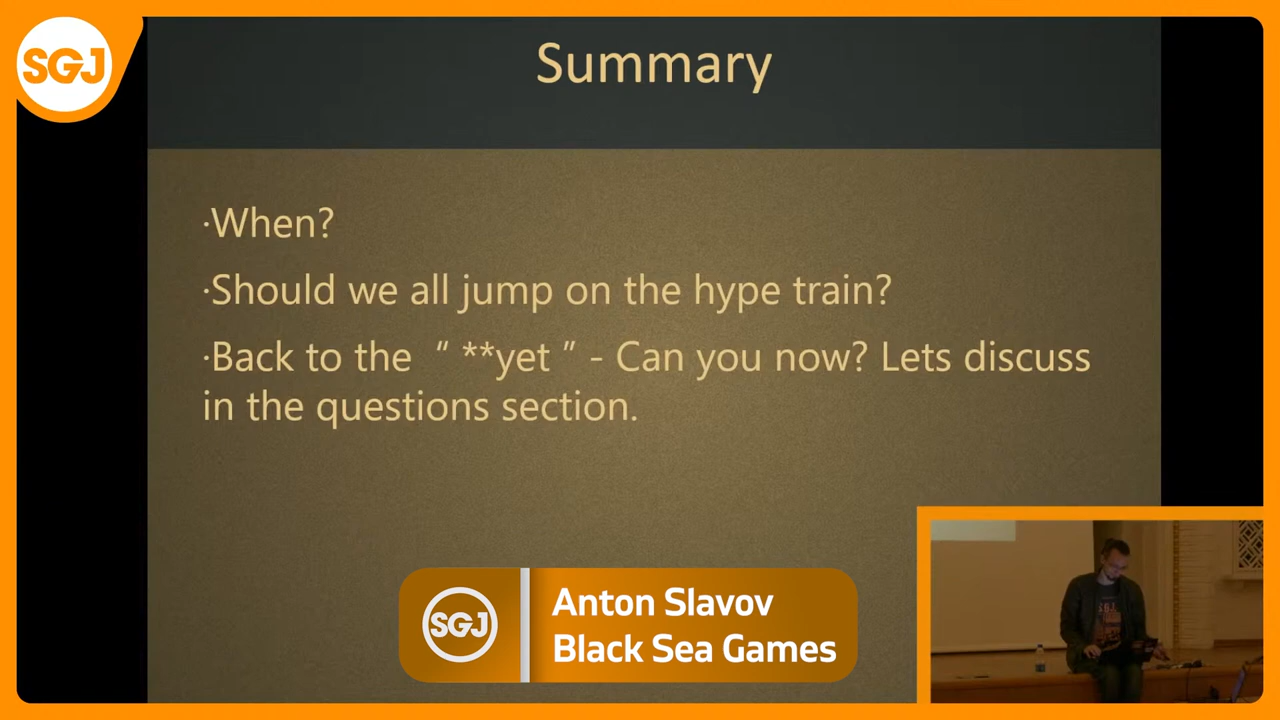 SGJ
Summary
·When?
·Should we all jump on the hype train?
·Back to the “ **yet ” - Can you now? Lets discuss
in the questions section.
SGJ
Anton Slavov
Black Sea Games